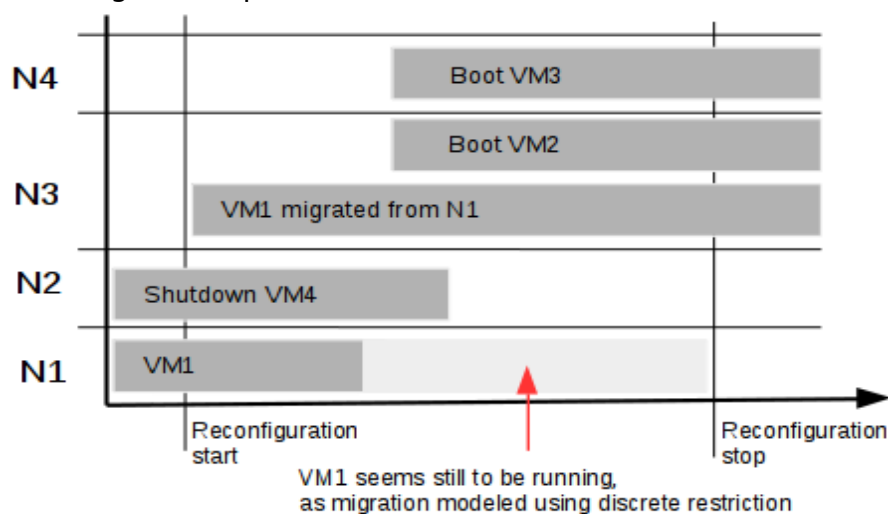 N4
Boot VM3
Boot VM2
N3
VM1 migrated from N1
N2
Shutdown VM4
N1
VM1
Reconfiguration
start
Reconfiguration
stop
VM1 seems still to be running,
as migration modeled using discrete restriction